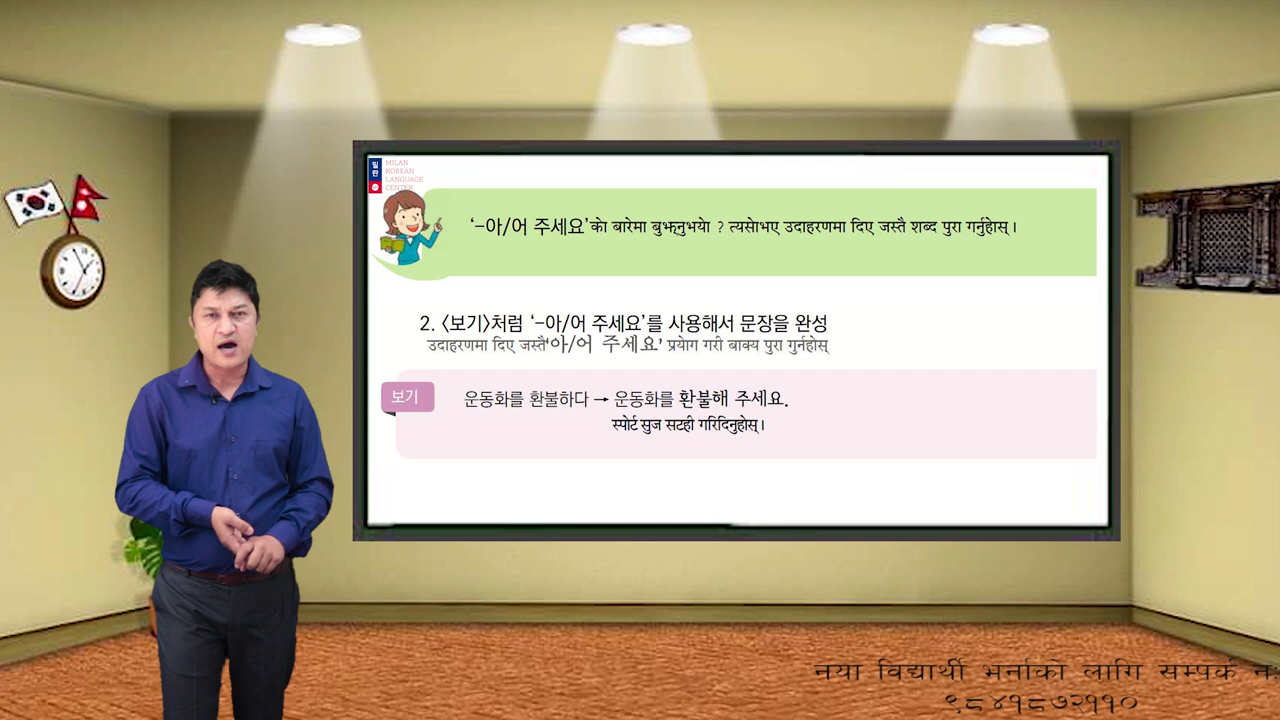 밀란
MILAN
KOREAN
LANGUAGE
CENTER
‘-아/어 주세요’को बारेमा बुझ्नुभयो ? त्यसोभए उदाहरणमा दिए जस्तै शब्द पुरा गर्नुहोस् ।
2. <보기>처럼 ‘-아/어 주세요’를 사용해서 문장을 완성
उदाहरणमा दिए जस्तै‘아/어 주세요’ प्रयोग गरी बाक्य पुरा गुर्नहोस्
보기
운동화를 환불하다 → 운동화를 환불해 주세요.
स्पोर्ट सुज सटही गरिदिनुहोस् ।
नया विद्यार्थी भर्नाको लागि सम्पर्क नः
९८४१८७२११०